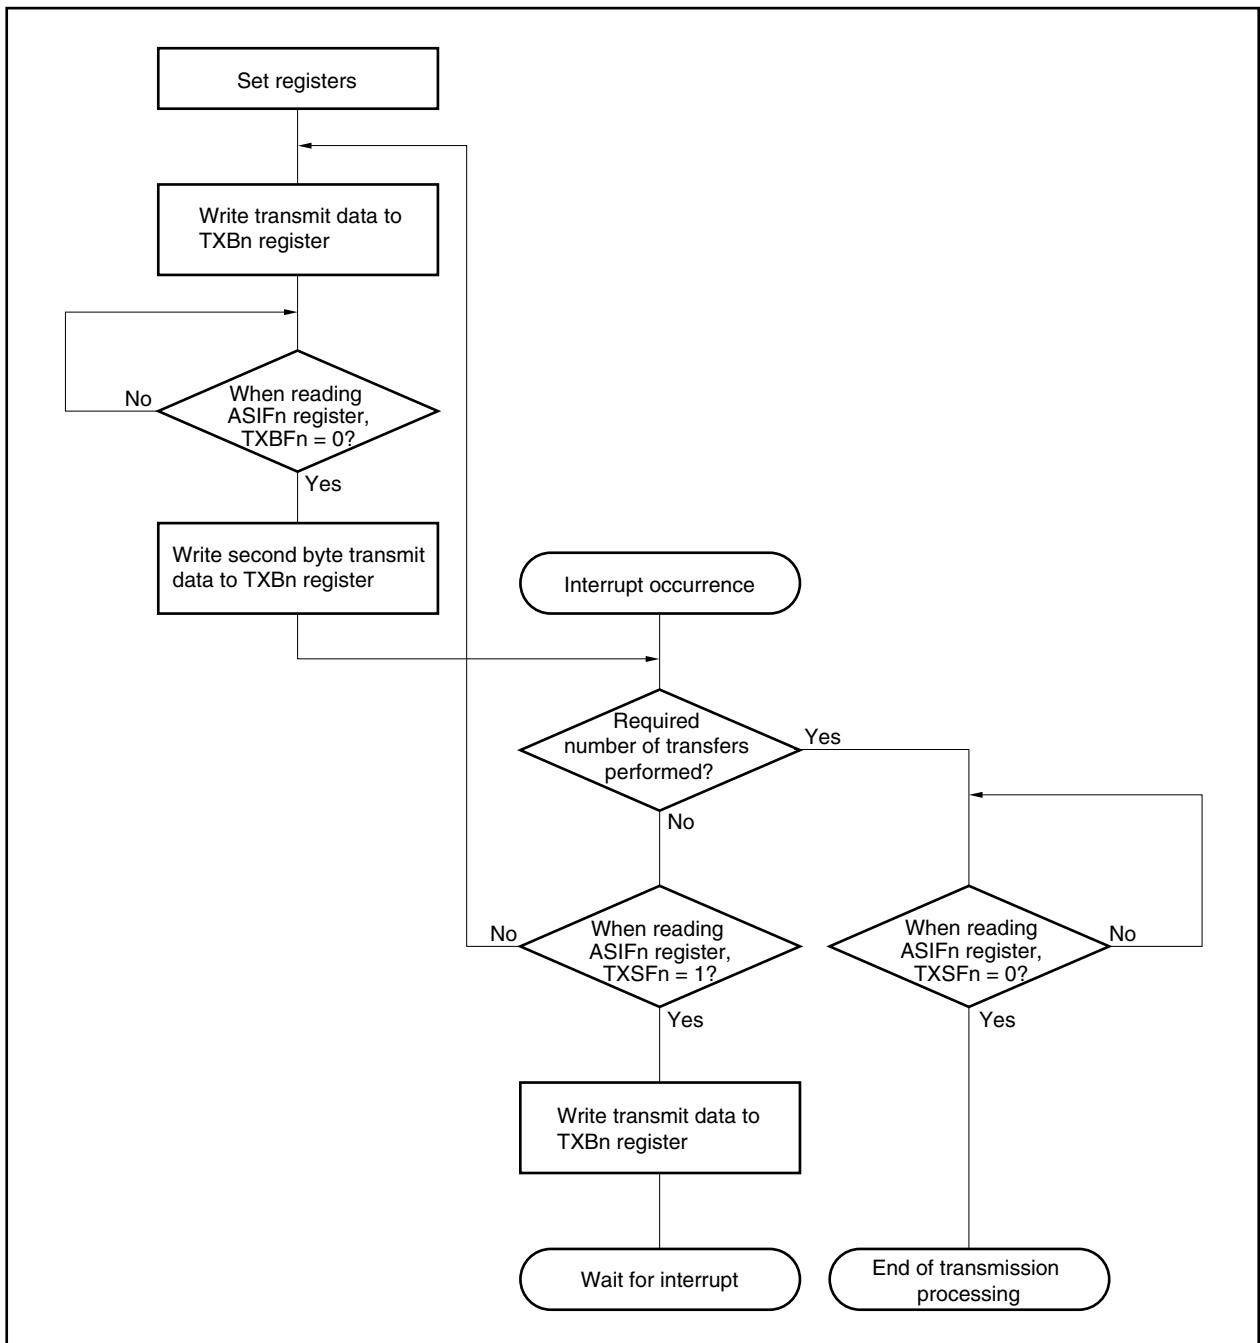 Set registers
Write transmit data to
TXBn register
No
When reading
ASIFn register,
TXBFn = 0?
Yes
Write second byte transmit
data to TXBn register
Interrupt occurrence
Required
number of transfers
performed?
Yes
No
No
When reading
ASIFn register,
TXSFn = 1?
Yes
When reading
ASIFn register,
TXSFn = 0?
No
Yes
Write transmit data to
TXBn register
Wait for interrupt
End of transmission
processing